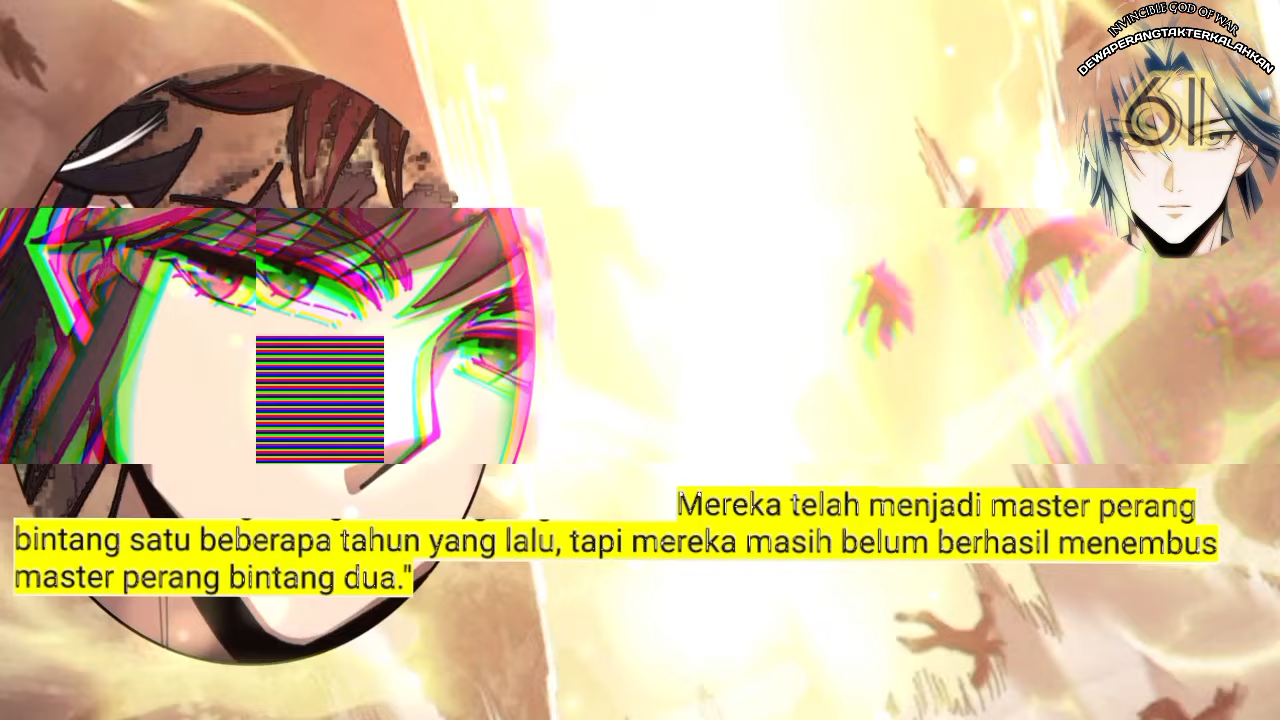 INVINCIBLE GOD OF WAR
DEWAPERANGTAKTERKALAHKAN
61
Mereka telah menjadi master perang
bintang satu beberapa tahun yang lalu, tapi mereka masih belum berhasil menembus
master perang bintang dua."